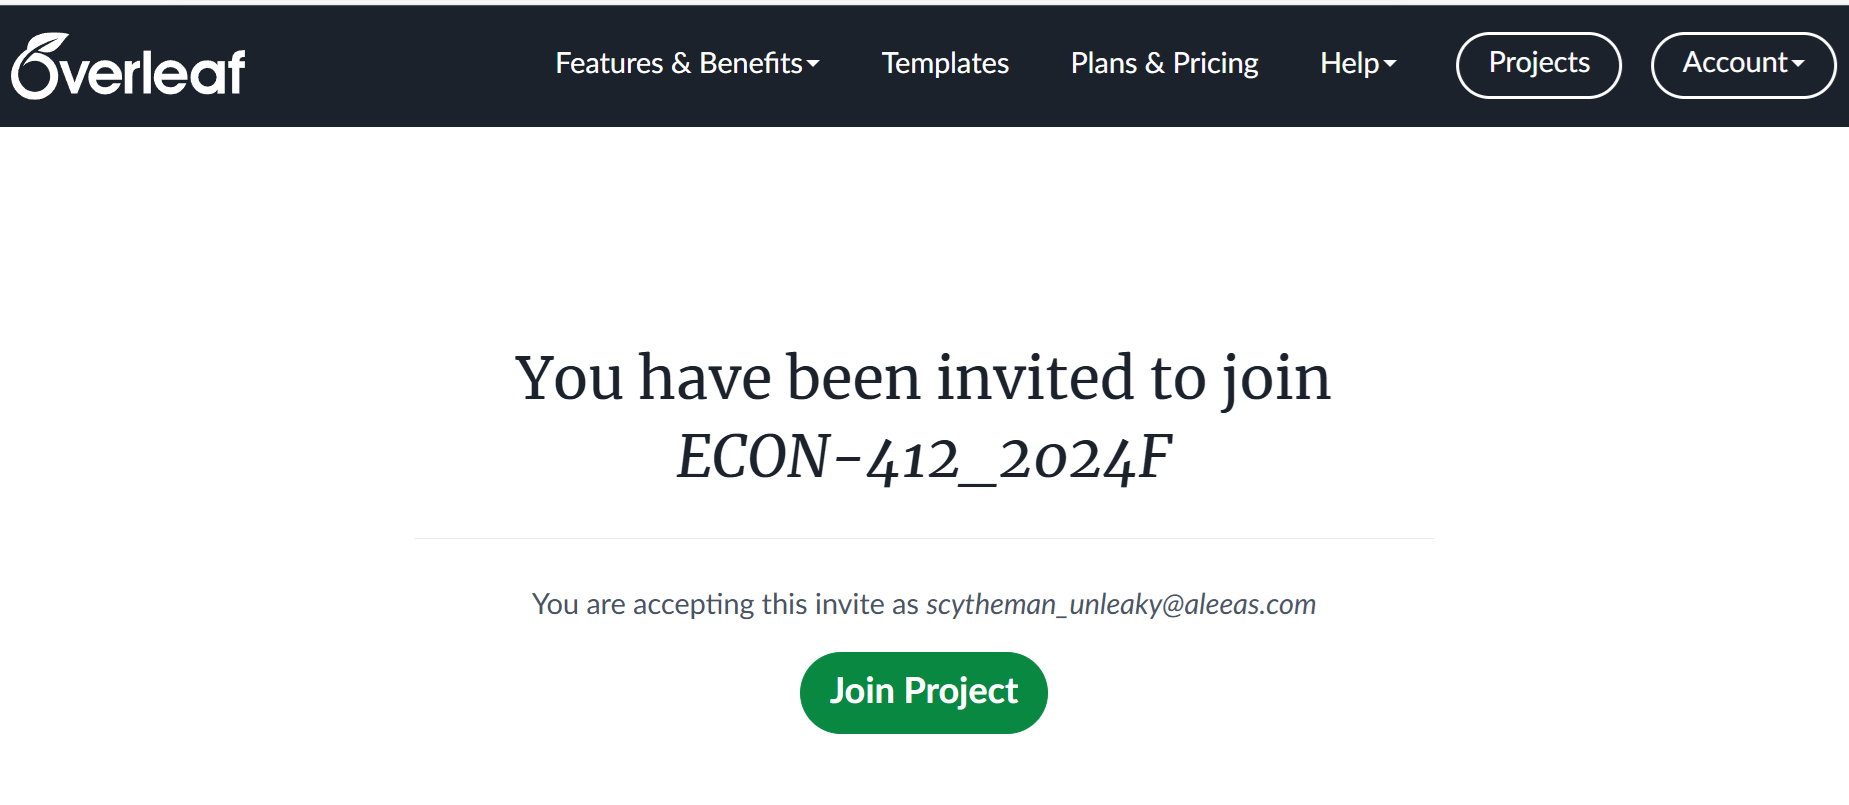 Overleaf
Features & Benefits
Templates
Plans & Pricing
Help
Projects
Account
You have been invited to join
ECON-412_2024F
You are accepting this invite as scytheman_unleaky@aleeas.com
Join Project